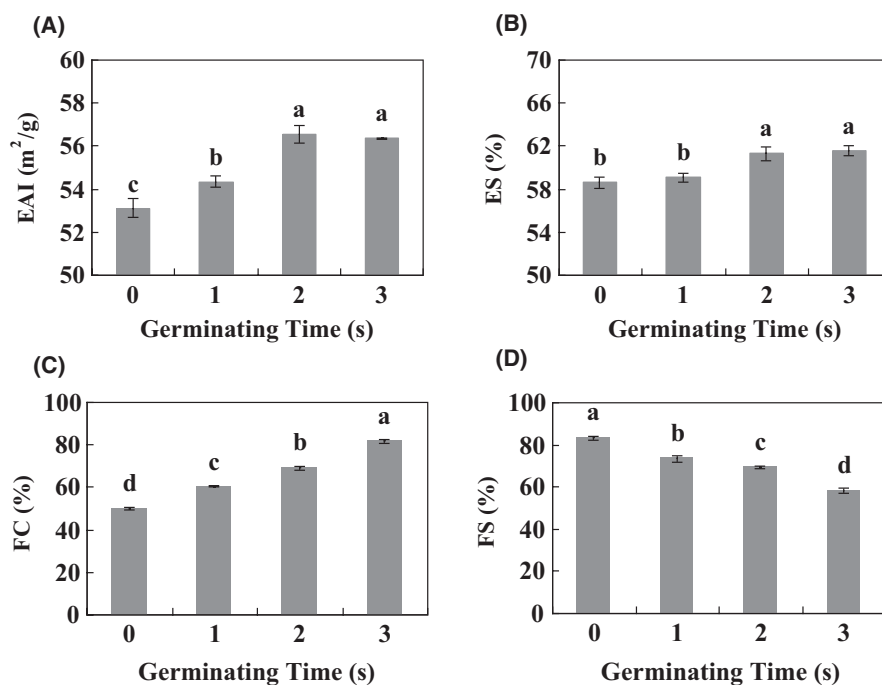 (A)
60
58
56
54
52
50
EAI (m²/g)
c
b
a
a
0 1 2 3
Germinating Time (s)
(B)
70
66
62
58
54
50
ES (%)
b
b
a
a
0 1 2 3
Germinating Time (s)
(C)
100
80
60
40
20
0
FC (%)
d
c
b
a
0 1 2 3
Germinating Time (s)
(D)
100
80
60
40
20
0
FS (%)
a
b
c
d
0 1 2 3
Germinating Time (s)